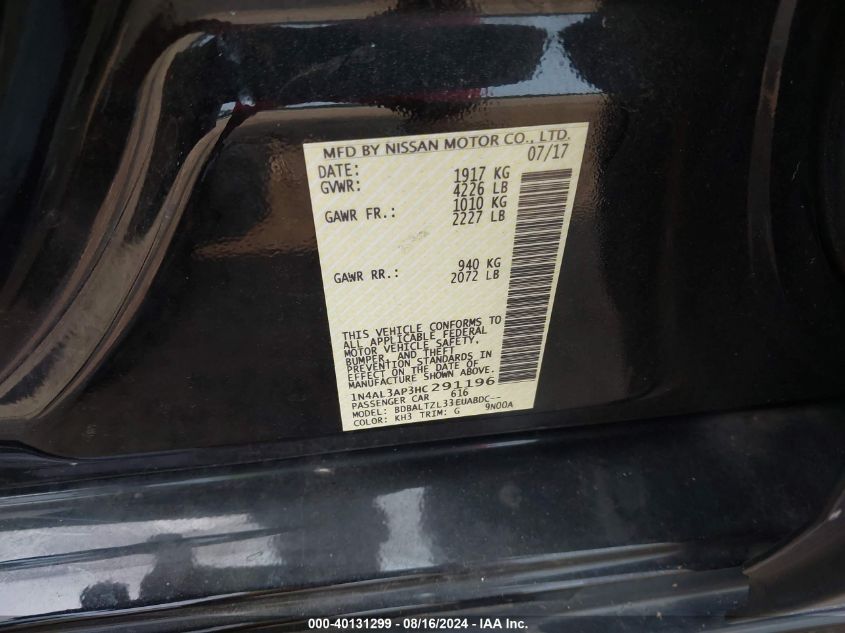 MFD BY NISSAN MOTOR CO., LTD.
DATE: 07/17
GVWR: 1917 KG
4226 LB
GAWR FR.: 1010 KG
2227 LB
GAWR RR.: 940 KG
2072 LB
THIS VEHICLE CONFORMS TO
ALL APPLICABLE FEDERAL
MOTOR VEHICLE SAFETY,
BUMPER, AND THEFT
PREVENTION STANDARDS IN
EFFECT ON THE DATE OF
MANUFACTURE SHOWN ABOVE.
1N4AL3AP3HC291196
PASSENGER CAR 616
MODEL: BDBALTZL33EUABDC--
COLOR: KH3 TRIM: G 9N00A
000-40131299 - 08/16/2024 - IAA Inc.